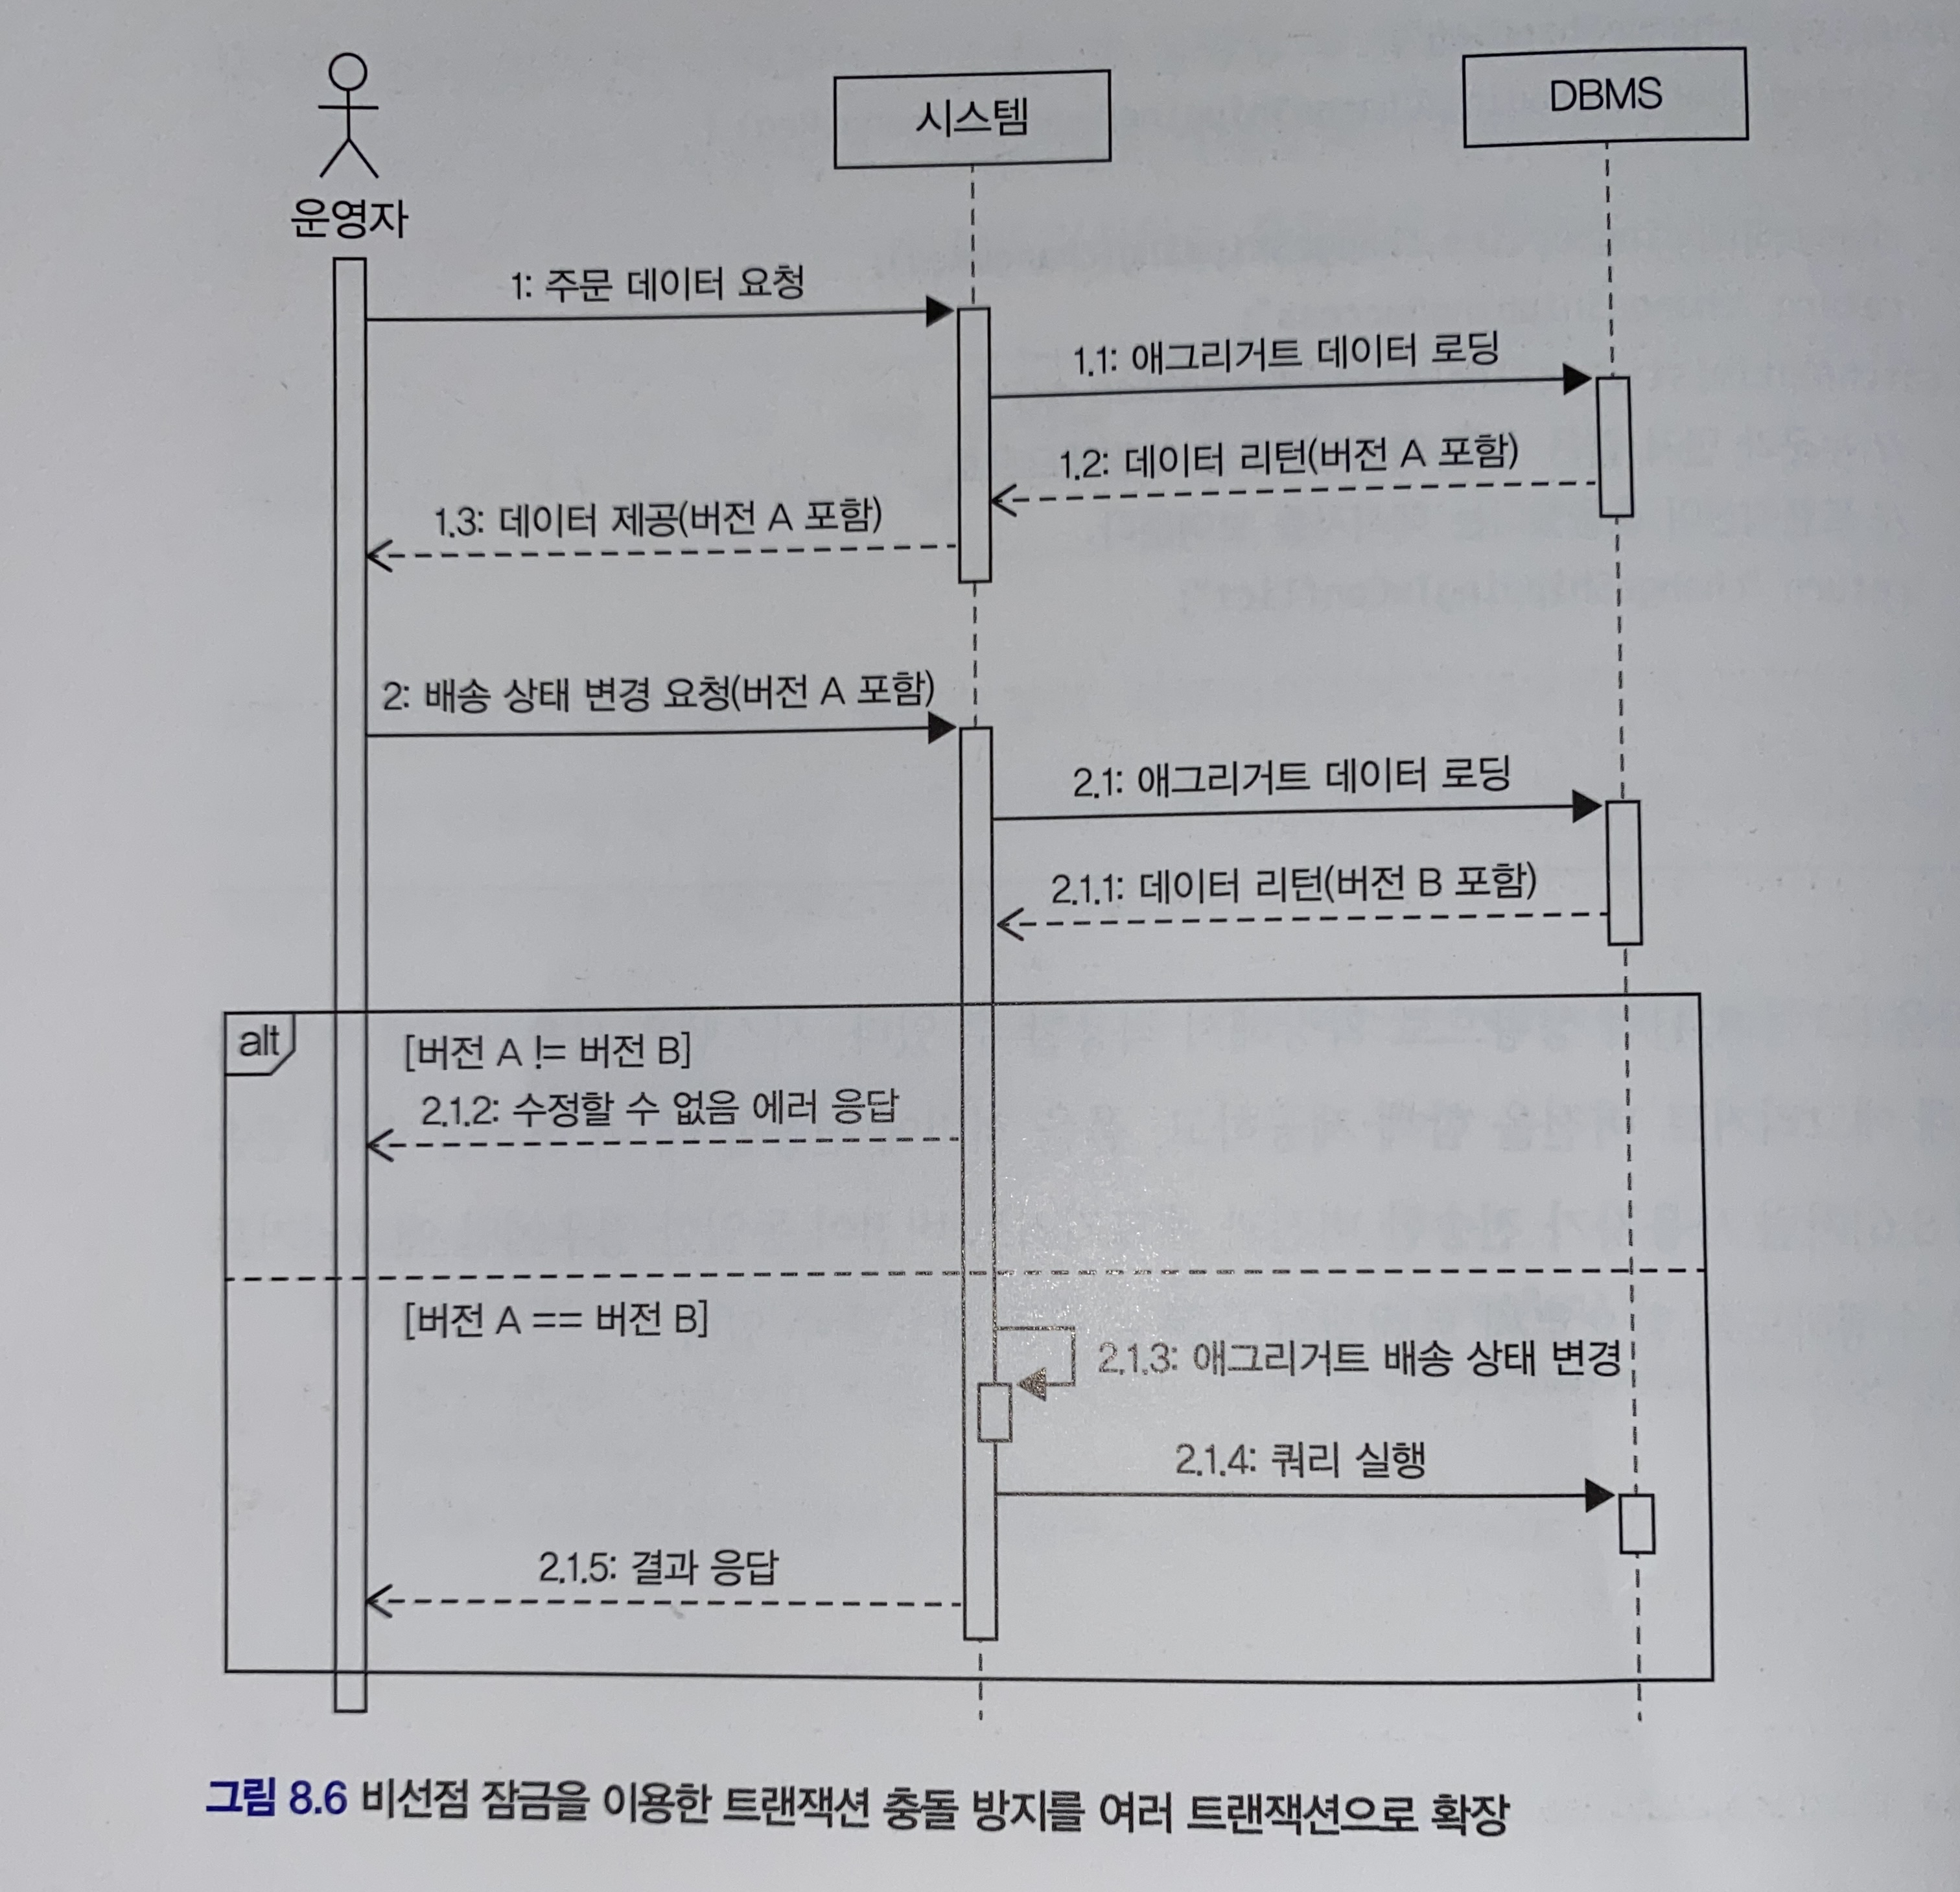 시스템
DBMS
운영자
1: 주문 데이터 요청
1.1: 애그리거트 데이터 로딩
1.2: 데이터 리턴(버전 A 포함)
1.3: 데이터 제공(버전 A 포함)
2: 배송 상태 변경 요청(버전 A 포함)
2.1: 애그리거트 데이터 로딩
2.1.1: 데이터 리턴(버전 B 포함)
alt
[버전 A != 버전 B]
2.1.2: 수정할 수 없음 에러 응답
[버전 A == 버전 B]
2.1.3: 애그리거트 배송 상태 변경
2.1.4: 쿼리 실행
2.1.5: 결과 응답
그림 8.6 비선점 잠금을 이용한 트랜잭션 충돌 방지를 여러 트랜잭션으로 확장